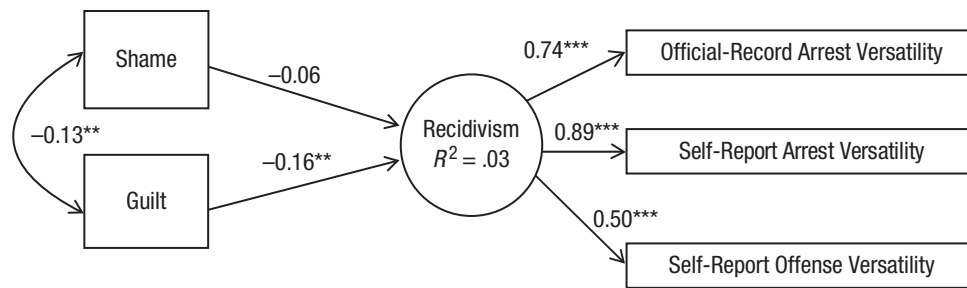 Shame
Guilt
–0.13**
–0.06
–0.16**
Recidivism
R² = .03
0.74***
0.89***
0.50***
Official-Record Arrest Versatility
Self-Report Arrest Versatility
Self-Report Offense Versatility